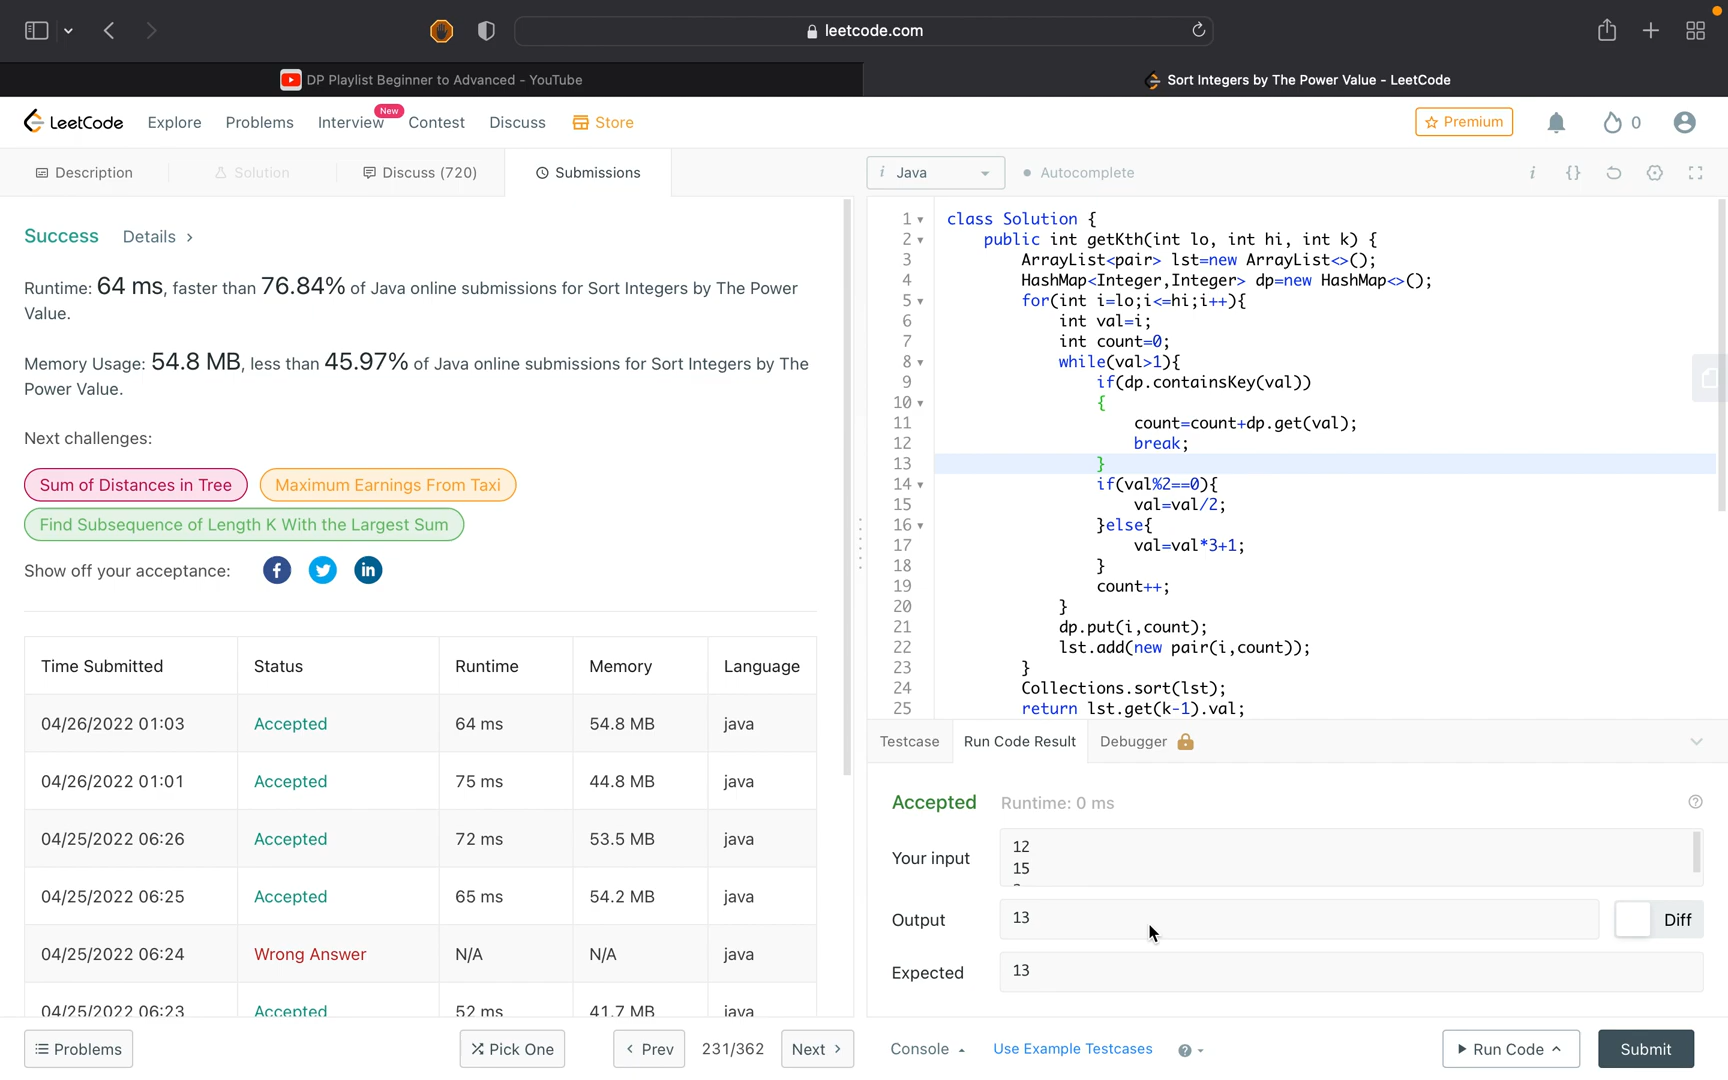 leetcode.com
DP Playlist Beginner to Advanced - YouTube
Sort Integers by The Power Value - LeetCode
LeetCode Explore Problems Interview New Contest Discuss Store
Premium 0
Description Solution Discuss (720) Submissions
i Java Autocomplete
i {}
Success Details >
Runtime: 64 ms, faster than 76.84% of Java online submissions for Sort Integers by The Power
Value.
Memory Usage: 54.8 MB, less than 45.97% of Java online submissions for Sort Integers by The
Power Value.
Next challenges:
Sum of Distances in Tree Maximum Earnings From Taxi
Find Subsequence of Length K With the Largest Sum
Show off your acceptance:
Time Submitted Status Runtime Memory Language
04/26/2022 01:03 Accepted 64 ms 54.8 MB java
04/26/2022 01:01 Accepted 75 ms 44.8 MB java
04/25/2022 06:26 Accepted 72 ms 53.5 MB java
04/25/2022 06:25 Accepted 65 ms 54.2 MB java
04/25/2022 06:24 Wrong Answer N/A N/A java
04/25/2022 06:23 Accepted 52 ms 41.7 MB java
Problems Pick One < Prev 231/362 Next >
1 class Solution {
2 public int getKth(int lo, int hi, int k) {
3 ArrayList<pair> lst=new ArrayList<>();
4 HashMap<Integer,Integer> dp=new HashMap<>();
5 for(int i=lo;i<=hi;i++){
6 int val=i;
7 int count=0;
8 while(val>1){
9 if(dp.containsKey(val))
10 {
11 count=count+dp.get(val);
12 break;
13 }
14 if(val%2==0){
15 val=val/2;
16 }else{
17 val=val*3+1;
18 }
19 count++;
20 }
21 dp.put(i,count);
22 lst.add(new pair(i,count));
23 }
24 Collections.sort(lst);
25 return lst.get(k-1).val;
Testcase Run Code Result Debugger
Accepted Runtime: 0 ms
Your input 12
15
Output 13 Diff
Expected 13
Console Use Example Testcases ? Run Code Submit